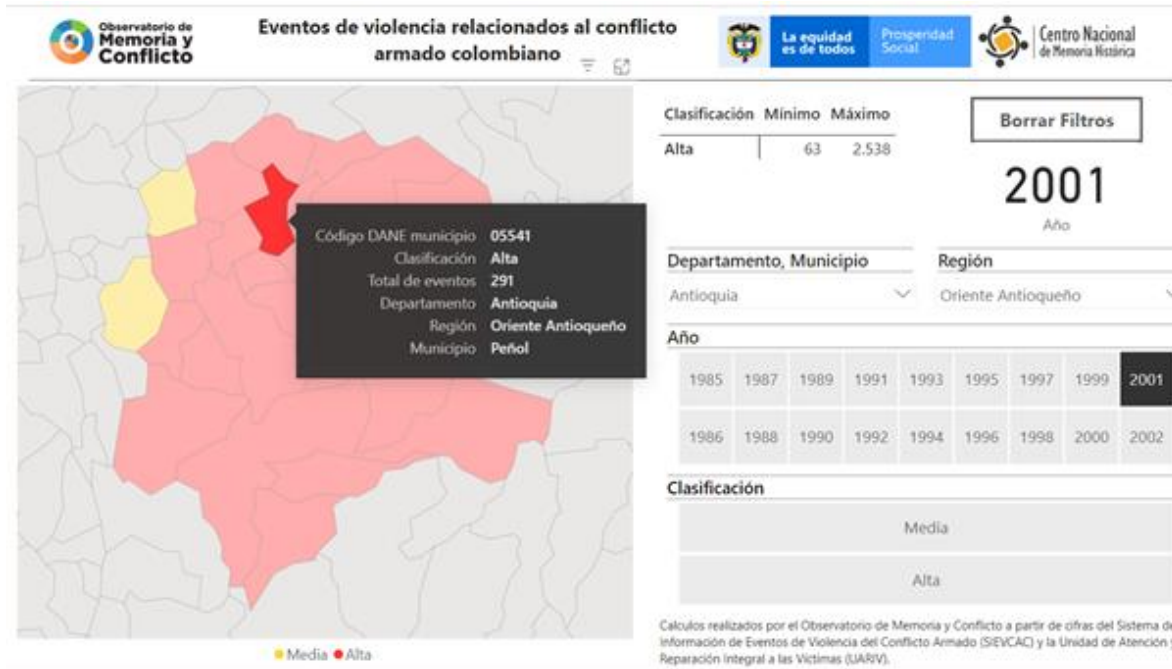 Observatorio de
Memoria y
Conflicto
Eventos de violencia relacionados al conflicto
armado colombiano
La equidad
es de todos
Prosperidad
Social
Centro Nacional
de Memoria Histórica
Código DANE municipio 05541
Clasificación Alta
Total de eventos 291
Departamento Antioquia
Región Oriente Antioqueño
Municipio Peñol
Media Alta
Clasificación Mínimo Máximo
Alta 63 2.538
Borrar Filtros
2001
Año
Departamento, Municipio Región
Antioquia Oriente Antioqueño
Año
1985 1987 1989 1991 1993 1995 1997 1999 2001
1986 1988 1990 1992 1994 1996 1998 2000 2002
Clasificación
Media
Alta
Calculos realizados por el Observatorio de Memoria y Conflicto a partir de cifras del Sistema de
Información de Eventos de Violencia del Conflicto Armado (SIEVCAC) y la Unidad de Atención y
Reparación Integral a las Víctimas (UARIV).